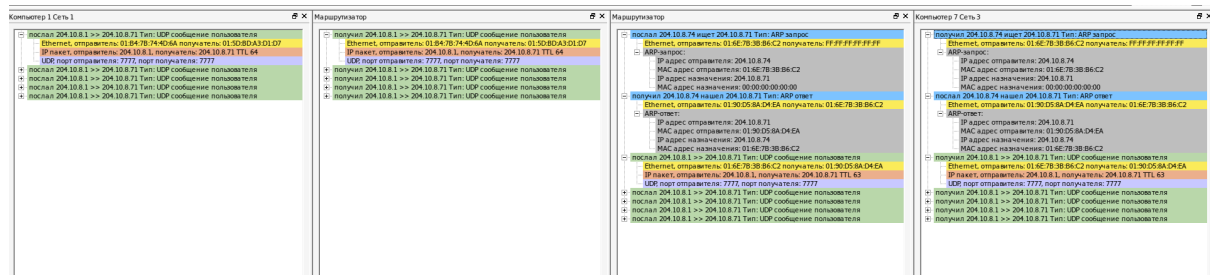 Компьютер 1 Сеть 1
послал 204.10.8.1 >> 204.10.8.71 Тип: UDP сообщение пользователя
Ethernet, отправитель: 01:B4:7B:74:4D:6A получатель: 01:5D:BD:A3:D1:D7
IP пакет, отправитель: 204.10.8.1, получатель: 204.10.8.71 TTL 64
UDP, порт отправителя: 7777, порт получателя: 7777
послал 204.10.8.1 >> 204.10.8.71 Тип: UDP сообщение пользователя
послал 204.10.8.1 >> 204.10.8.71 Тип: UDP сообщение пользователя
послал 204.10.8.1 >> 204.10.8.71 Тип: UDP сообщение пользователя
послал 204.10.8.1 >> 204.10.8.71 Тип: UDP сообщение пользователя
Маршрутизатор
получил 204.10.8.1 >> 204.10.8.71 Тип: UDP сообщение пользователя
Ethernet, отправитель: 01:B4:7B:74:4D:6A получатель: 01:5D:BD:A3:D1:D7
IP пакет, отправитель: 204.10.8.1, получатель: 204.10.8.71 TTL 64
UDP, порт отправителя: 7777, порт получателя: 7777
получил 204.10.8.1 >> 204.10.8.71 Тип: UDP сообщение пользователя
получил 204.10.8.1 >> 204.10.8.71 Тип: UDP сообщение пользователя
получил 204.10.8.1 >> 204.10.8.71 Тип: UDP сообщение пользователя
получил 204.10.8.1 >> 204.10.8.71 Тип: UDP сообщение пользователя
Маршрутизатор
послал 204.10.8.74 ищет 204.10.8.71 Тип: ARP запрос
Ethernet, отправитель: 01:6E:7B:3B:B6:C2 получатель: FF:FF:FF:FF:FF:FF
ARP-запрос:
IP адрес отправителя: 204.10.8.74
MAC адрес отправителя: 01:6E:7B:3B:B6:C2
IP адрес назначения: 204.10.8.71
MAC адрес назначения: 00:00:00:00:00:00
получил 204.10.8.74 нашел 204.10.8.71 Тип: ARP ответ
Ethernet, отправитель: 01:90:D5:8A:D4:EA получатель: 01:6E:7B:3B:B6:C2
ARP-ответ:
IP адрес отправителя: 204.10.8.71
MAC адрес отправителя: 01:90:D5:8A:D4:EA
IP адрес назначения: 204.10.8.74
MAC адрес назначения: 01:6E:7B:3B:B6:C2
послал 204.10.8.1 >> 204.10.8.71 Тип: UDP сообщение пользователя
Ethernet, отправитель: 01:6E:7B:3B:B6:C2 получатель: 01:90:D5:8A:D4:EA
IP пакет, отправитель: 204.10.8.1, получатель: 204.10.8.71 TTL 63
UDP, порт отправителя: 7777, порт получателя: 7777
послал 204.10.8.1 >> 204.10.8.71 Тип: UDP сообщение пользователя
послал 204.10.8.1 >> 204.10.8.71 Тип: UDP сообщение пользователя
послал 204.10.8.1 >> 204.10.8.71 Тип: UDP сообщение пользователя
послал 204.10.8.1 >> 204.10.8.71 Тип: UDP сообщение пользователя
Компьютер 7 Сеть 3
получил 204.10.8.74 ищет 204.10.8.71 Тип: ARP запрос
Ethernet, отправитель: 01:6E:7B:3B:B6:C2 получатель: FF:FF:FF:FF:FF:FF
ARP-запрос:
IP адрес отправителя: 204.10.8.74
MAC адрес отправителя: 01:6E:7B:3B:B6:C2
IP адрес назначения: 204.10.8.71
MAC адрес назначения: 00:00:00:00:00:00
послал 204.10.8.74 нашел 204.10.8.71 Тип: ARP ответ
Ethernet, отправитель: 01:90:D5:8A:D4:EA получатель: 01:6E:7B:3B:B6:C2
ARP-ответ:
IP адрес отправителя: 204.10.8.71
MAC адрес отправителя: 01:90:D5:8A:D4:EA
IP адрес назначения: 204.10.8.74
MAC адрес назначения: 01:6E:7B:3B:B6:C2
получил 204.10.8.1 >> 204.10.8.71 Тип: UDP сообщение пользователя
Ethernet, отправитель: 01:6E:7B:3B:B6:C2 получатель: 01:90:D5:8A:D4:EA
IP пакет, отправитель: 204.10.8.1, получатель: 204.10.8.71 TTL 63
UDP, порт отправителя: 7777, порт получателя: 7777
получил 204.10.8.1 >> 204.10.8.71 Тип: UDP сообщение пользователя
получил 204.10.8.1 >> 204.10.8.71 Тип: UDP сообщение пользователя
получил 204.10.8.1 >> 204.10.8.71 Тип: UDP сообщение пользователя
получил 204.10.8.1 >> 204.10.8.71 Тип: UDP сообщение пользователя